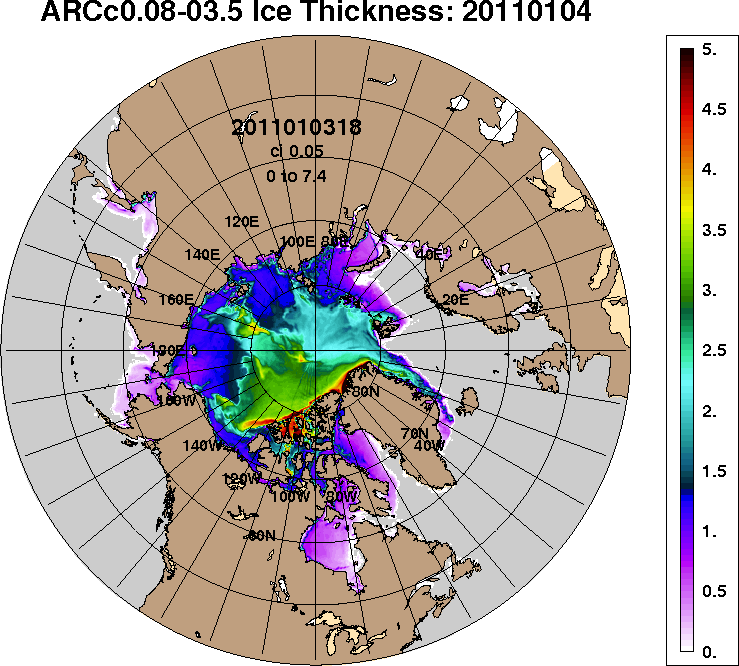 ARCc0.08-03.5 Ice Thickness: 20110104
2011010318
ci 0.05
0 to 7.4
120E
100E
80E
40E
140E
160E
20E
180E
160W
80N
70N
40W
140W
120W
100W
80W
60N
5.
4.5
4.
3.5
3.
2.5
2.
1.5
1.
0.5
0.